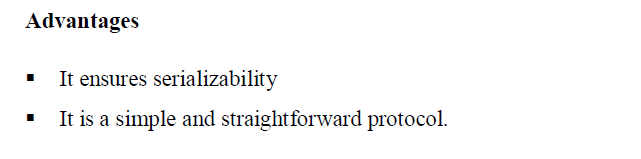 Advantages
▪ It ensures serializability
▪ It is a simple and straightforward protocol.